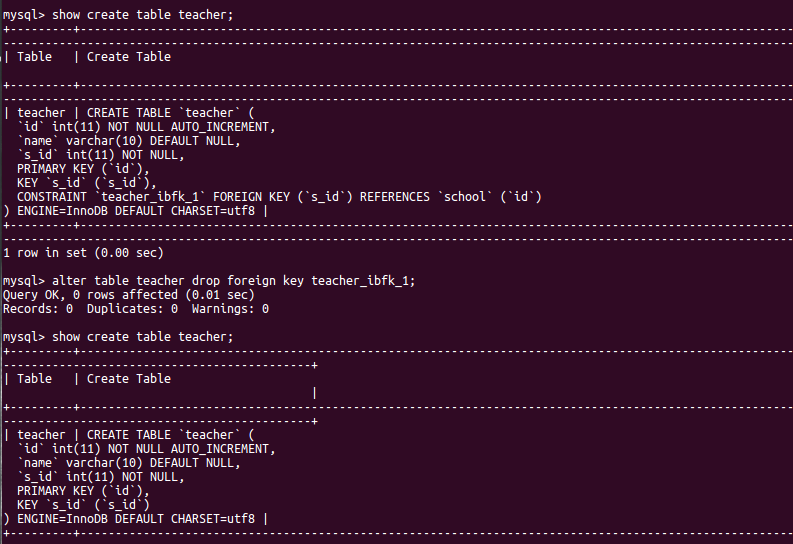 mysql> show create table teacher;
+---------+------------------------------------------------------------------------------------------------------
-----------------------------------------------------------------------------------------------------------------
| Table   | Create Table

+---------+------------------------------------------------------------------------------------------------------
-----------------------------------------------------------------------------------------------------------------
| teacher | CREATE TABLE `teacher` (
  `id` int(11) NOT NULL AUTO_INCREMENT,
  `name` varchar(10) DEFAULT NULL,
  `s_id` int(11) NOT NULL,
  PRIMARY KEY (`id`),
  KEY `s_id` (`s_id`),
  CONSTRAINT `teacher_ibfk_1` FOREIGN KEY (`s_id`) REFERENCES `school` (`id`)
) ENGINE=InnoDB DEFAULT CHARSET=utf8 |
+---------+------------------------------------------------------------------------------------------------------
-----------------------------------------------------------------------------------------------------------------
1 row in set (0.00 sec)

mysql> alter table teacher drop foreign key teacher_ibfk_1;
Query OK, 0 rows affected (0.01 sec)
Records: 0  Duplicates: 0  Warnings: 0

mysql> show create table teacher;
+---------+------------------------------------------------------------------------------------------------------
--------------------------------------------+
| Table   | Create Table
                                            |
+---------+------------------------------------------------------------------------------------------------------
--------------------------------------------+
| teacher | CREATE TABLE `teacher` (
  `id` int(11) NOT NULL AUTO_INCREMENT,
  `name` varchar(10) DEFAULT NULL,
  `s_id` int(11) NOT NULL,
  PRIMARY KEY (`id`),
  KEY `s_id` (`s_id`)
) ENGINE=InnoDB DEFAULT CHARSET=utf8 |
+---------+------------------------------------------------------------------------------------------------------